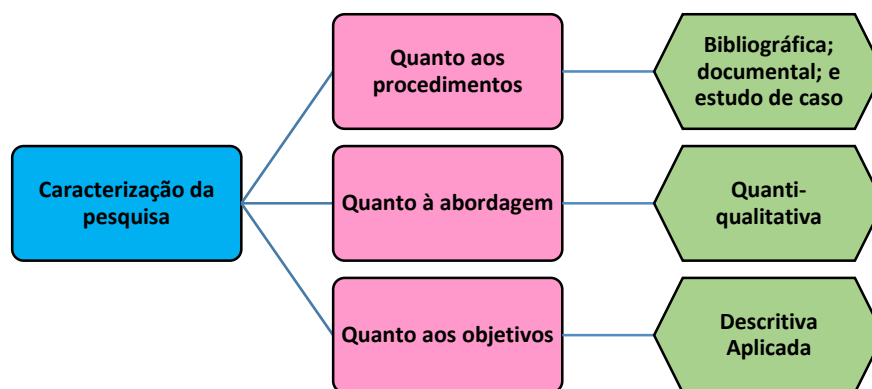 Caracterização da
pesquisa
Quanto aos
procedimentos
Bibliográfica;
documental; e
estudo de caso
Quanto à abordagem
Quanti-
qualitativa
Quanto aos objetivos
Descritiva
Aplicada